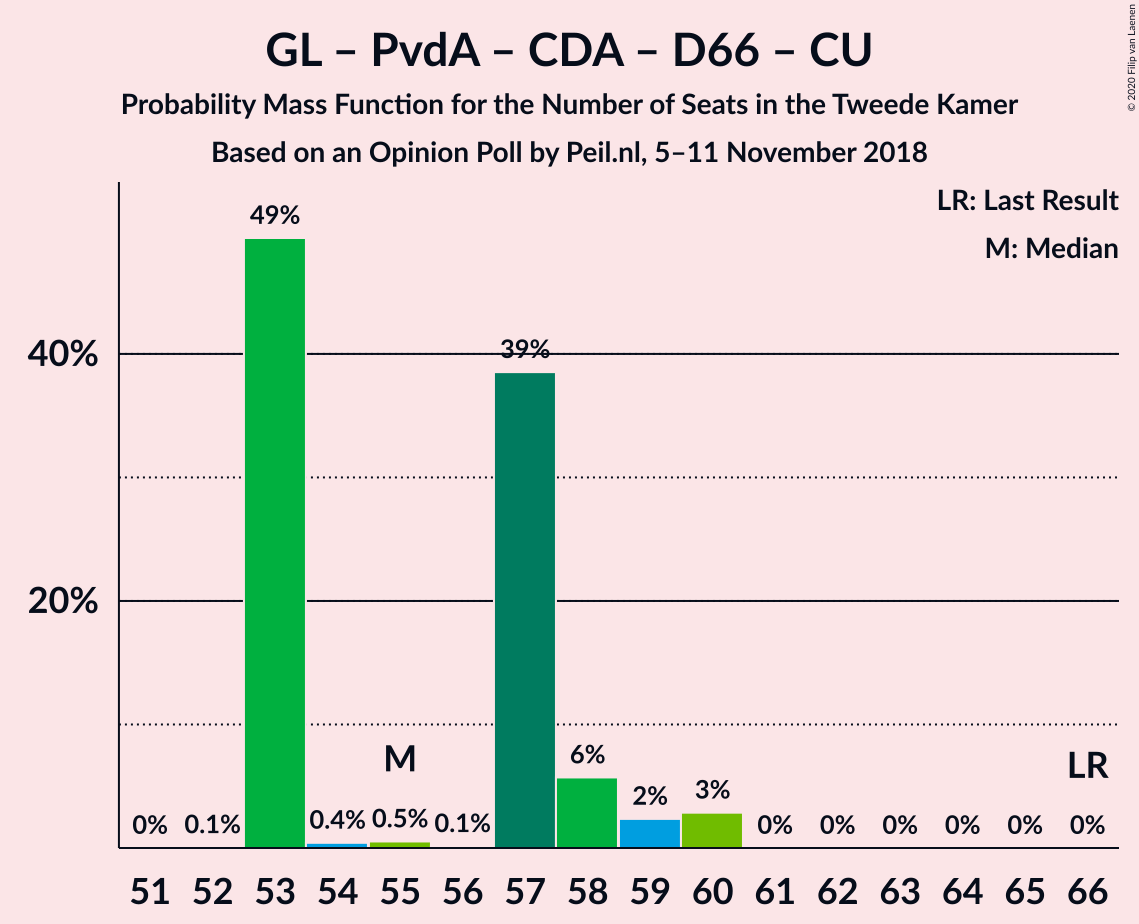 GL – PvdA – CDA – D66 – CU
Probability Mass Function for the Number of Seats in the Tweede Kamer
Based on an Opinion Poll by Peil.nl, 5–11 November 2018
© 2020 Filip van Laenen
LR: Last Result
M: Median
49%
40%
39%
20%
M
LR
6%
3%
2%
0% 0.1% 0.4% 0.5% 0.1% 0% 0% 0% 0% 0% 0%
51 52 53 54 55 56 57 58 59 60 61 62 63 64 65 66